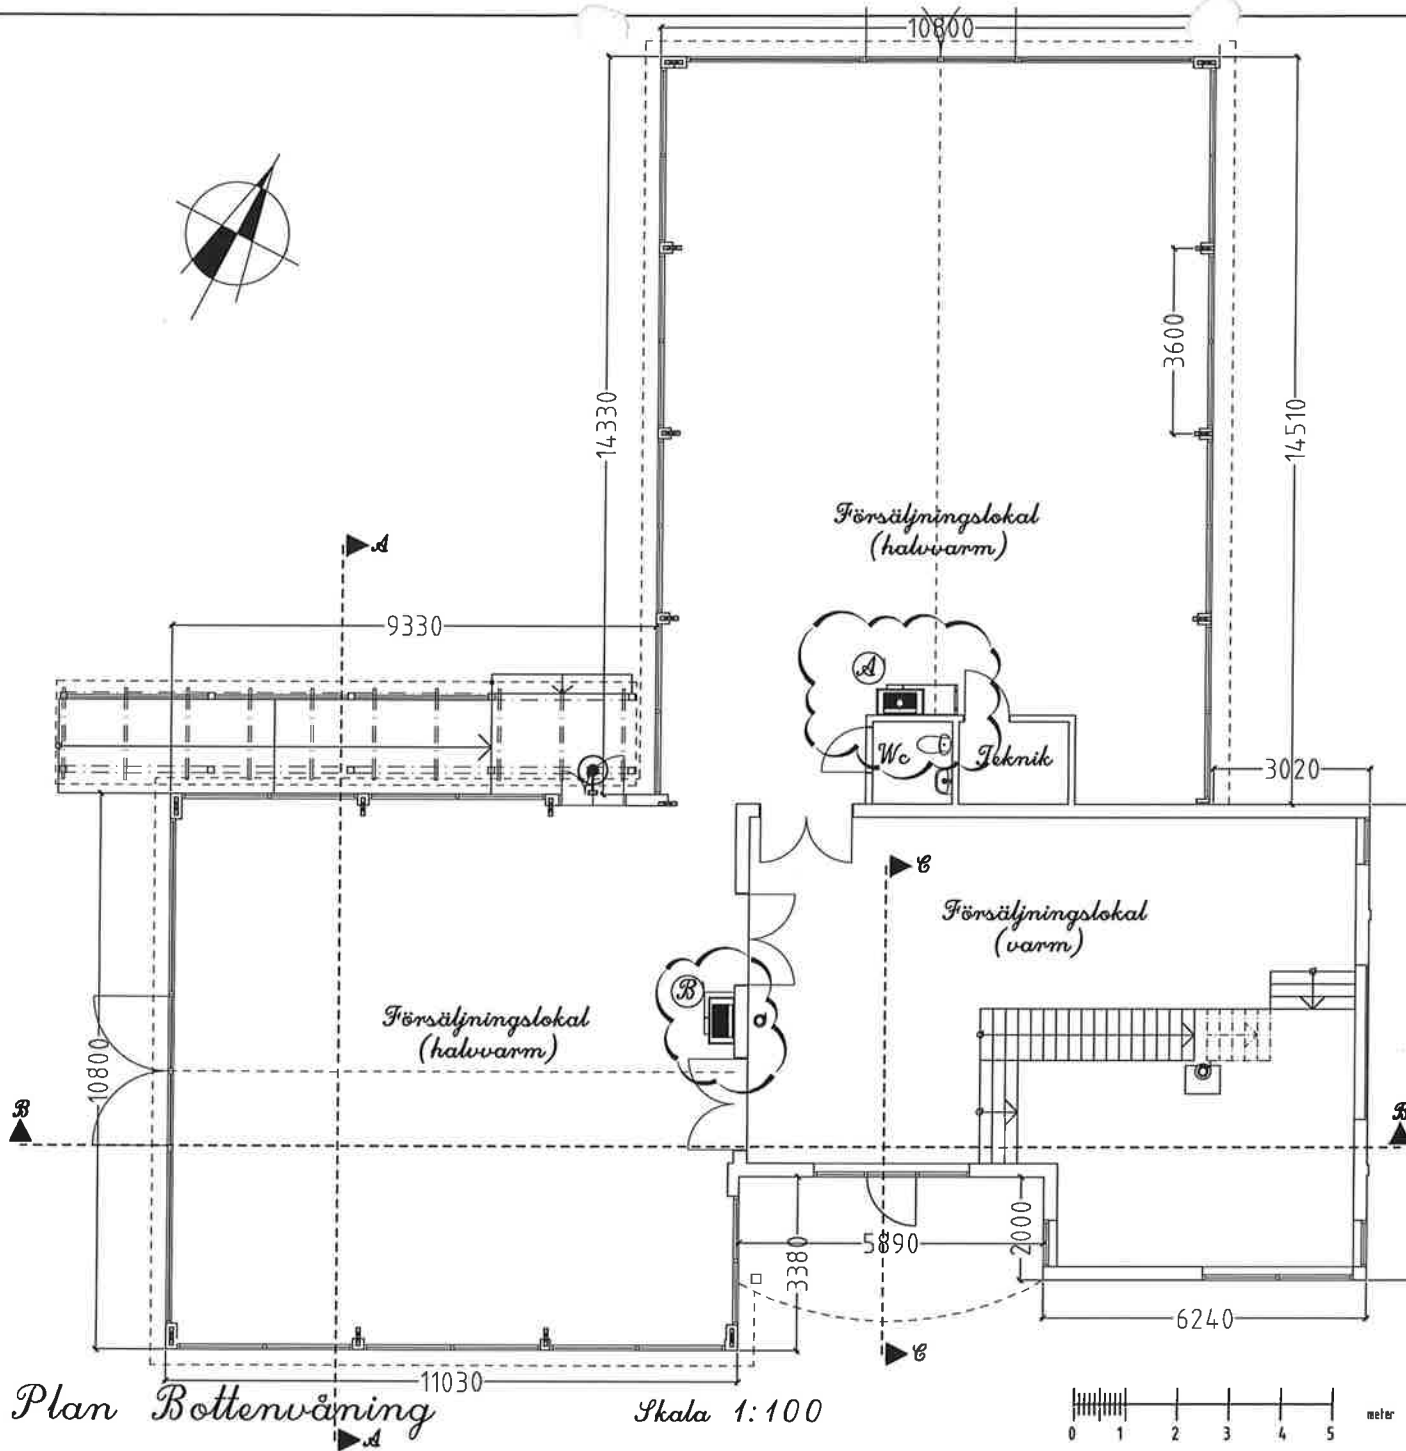 10800
14330
3600
14510
Försäljningslokal
(halvvarm)
A
9330
A
Wc
Teknik
3020
C
Försäljningslokal
(varm)
B
Försäljningslokal
(halvvarm)
10800
B
B
3380
5890
2000
6240
C
11030
Plan Bottenvåning
Skala 1:100
A
0 1 2 3 4 5 meter